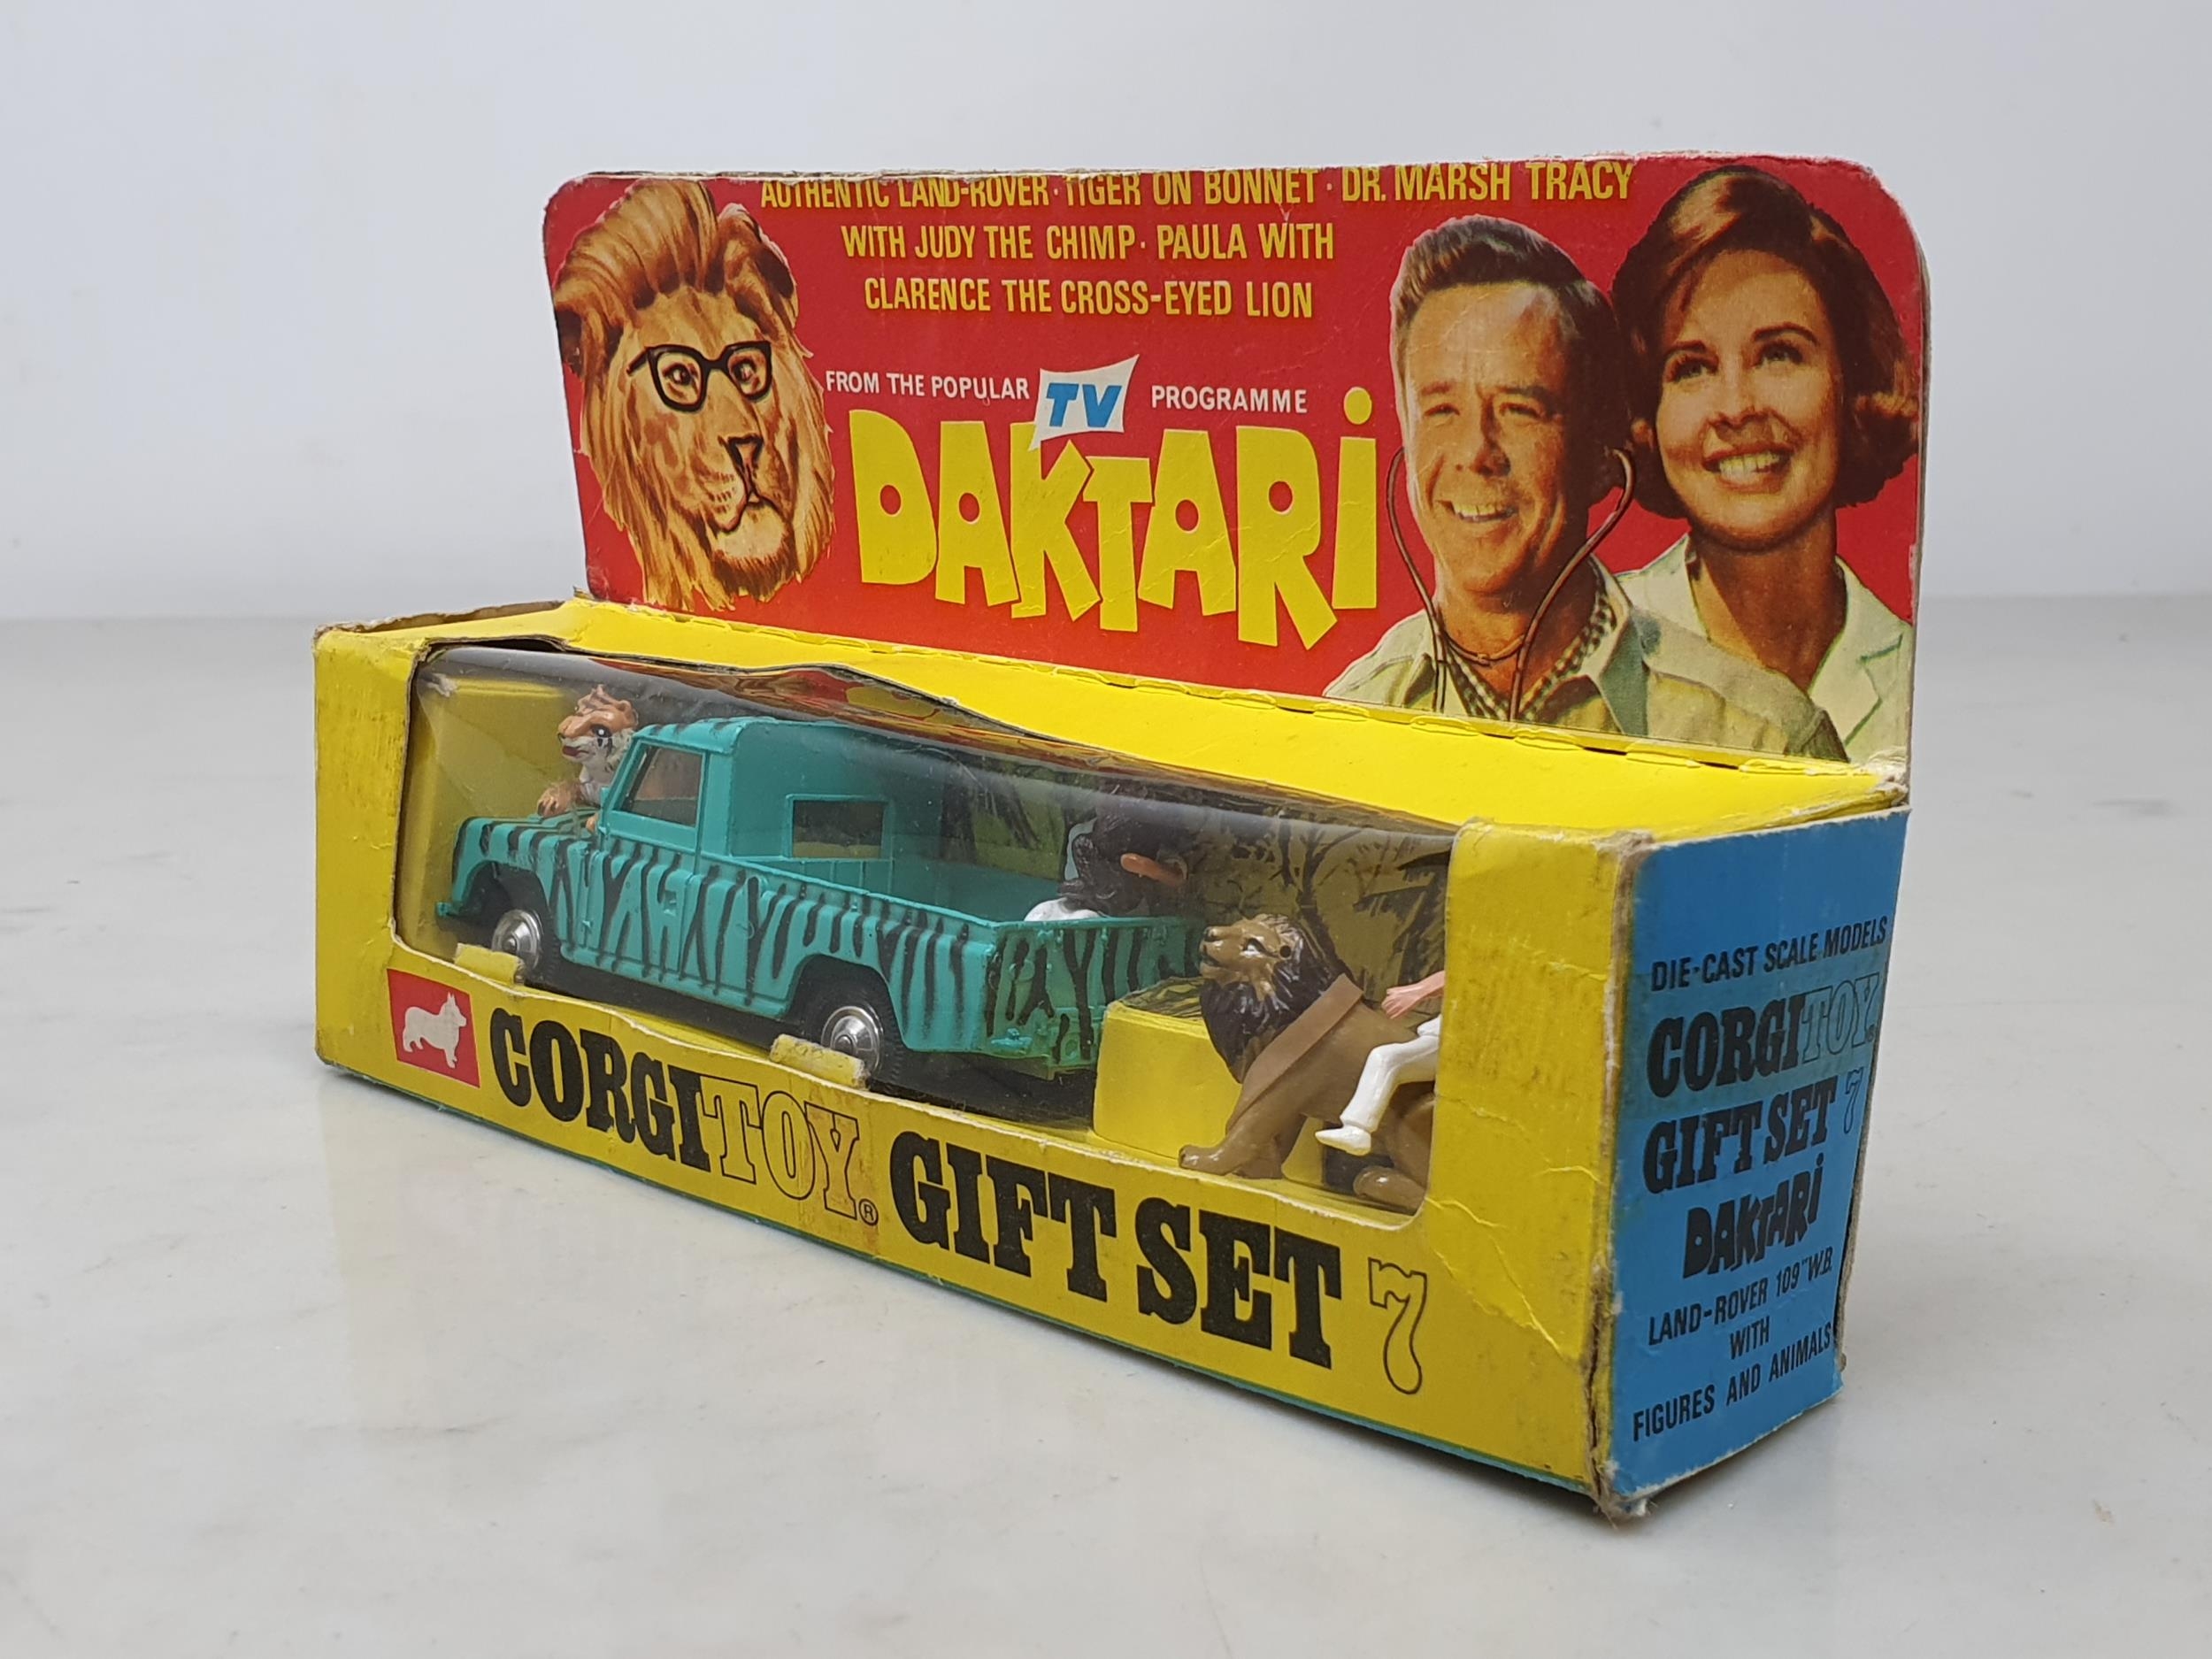 AUTHENTIC LAND-ROVER · TIGER ON BONNET · DR. MARSH TRACY
WITH JUDY THE CHIMP · PAULA WITH
CLARENCE THE CROSS-EYED LION
FROM THE POPULAR TV PROGRAMME
DAKTARI
CORGI TOY® GIFT SET 7
DIE-CAST SCALE MODELS
CORGI TOY®
GIFT SET 7
DAKTARI
LAND-ROVER 109" W.B.
WITH
FIGURES AND ANIMALS